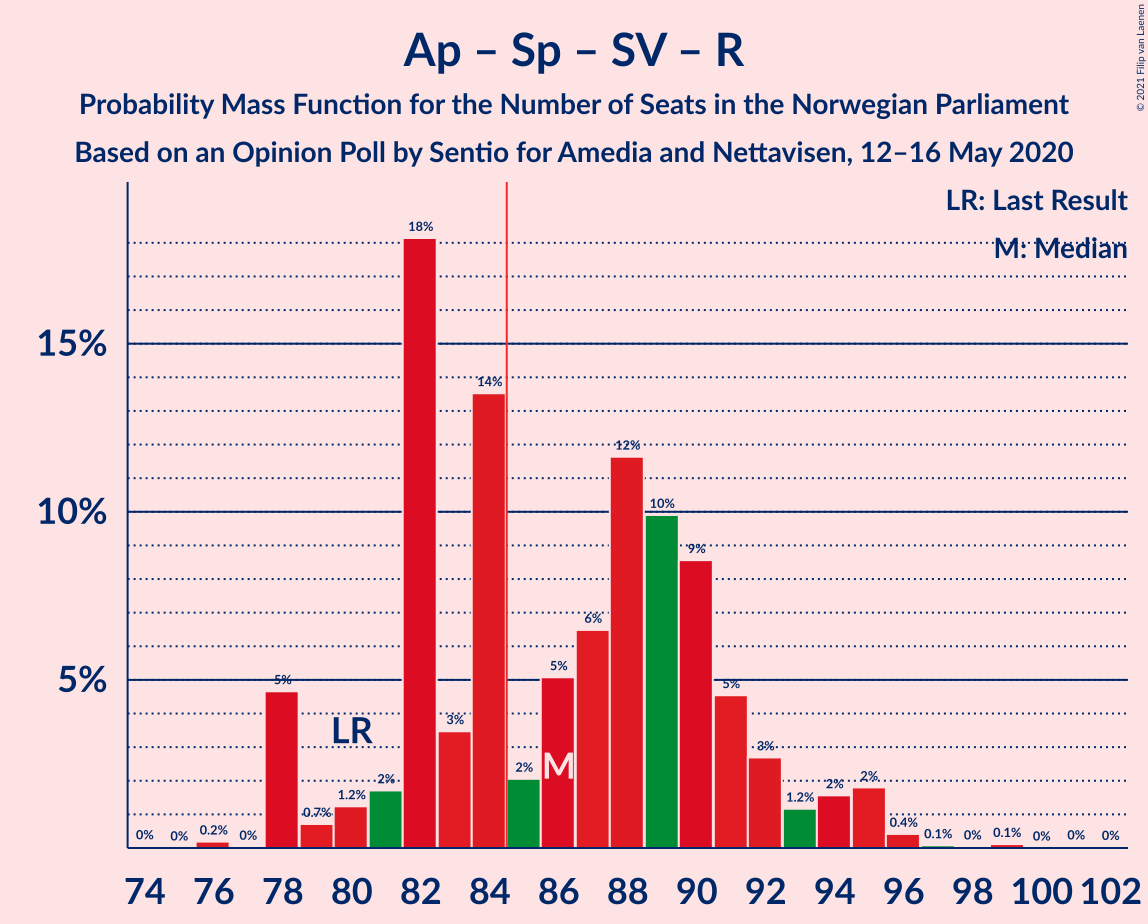 Ap – Sp – SV – R
Probability Mass Function for the Number of Seats in the Norwegian Parliament
Based on an Opinion Poll by Sentio for Amedia and Nettavisen, 12–16 May 2020
© 2021 Filip van Laenen
LR: Last Result
M: Median
15%
10%
5%
0% 0% 0.2% 0% 5% 0.7% 1.2% 2% 18% 3% 14% 2% 5% 6% 12% 10% 9% 5% 3% 1.2% 2% 2% 0.4% 0.1% 0% 0.1% 0% 0% 0%
LR
M
74 76 78 80 82 84 86 88 90 92 94 96 98 100 102